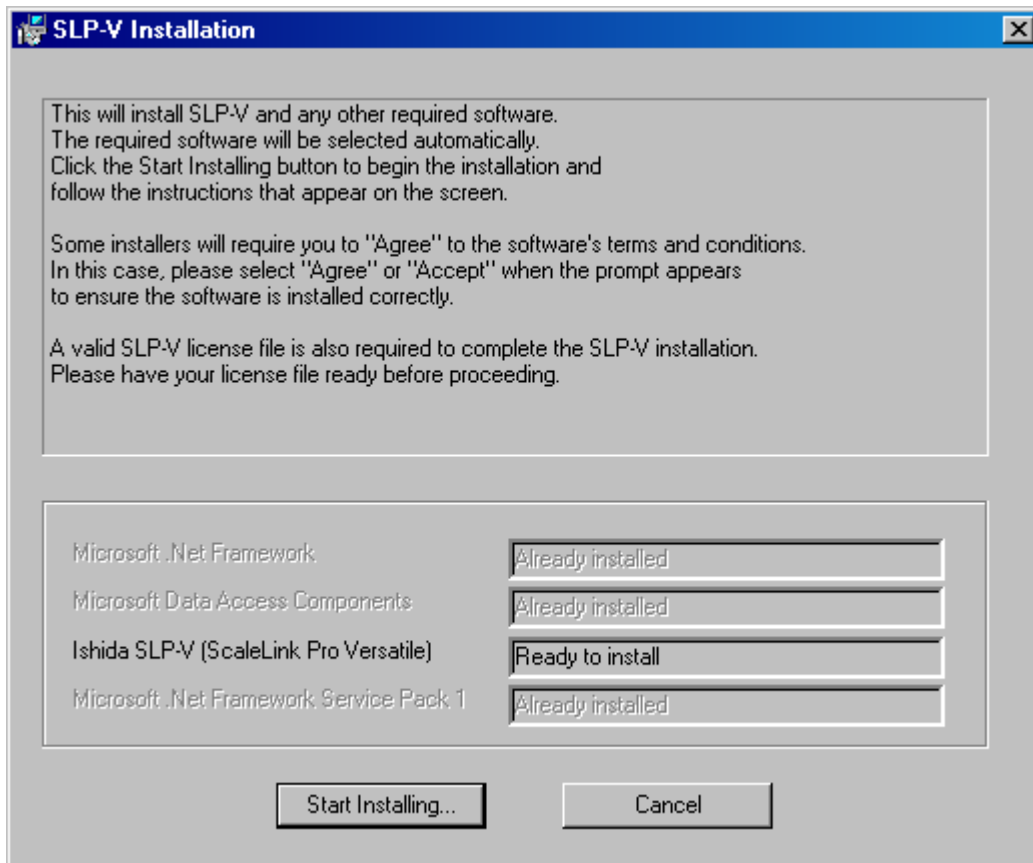 SLP-V Installation
This will install SLP-V and any other required software.
The required software will be selected automatically.
Click the Start Installing button to begin the installation and
follow the instructions that appear on the screen.
Some installers will require you to "Agree" to the software's terms and conditions.
In this case, please select "Agree" or "Accept" when the prompt appears
to ensure the software is installed correctly.
A valid SLP-V license file is also required to complete the SLP-V installation.
Please have your license file ready before proceeding.
Microsoft .Net Framework Already installed
Microsoft Data Access Components Already installed
Ishida SLP-V (ScaleLink Pro Versatile) Ready to install
Microsoft .Net Framework Service Pack 1 Already installed
Start Installing... Cancel